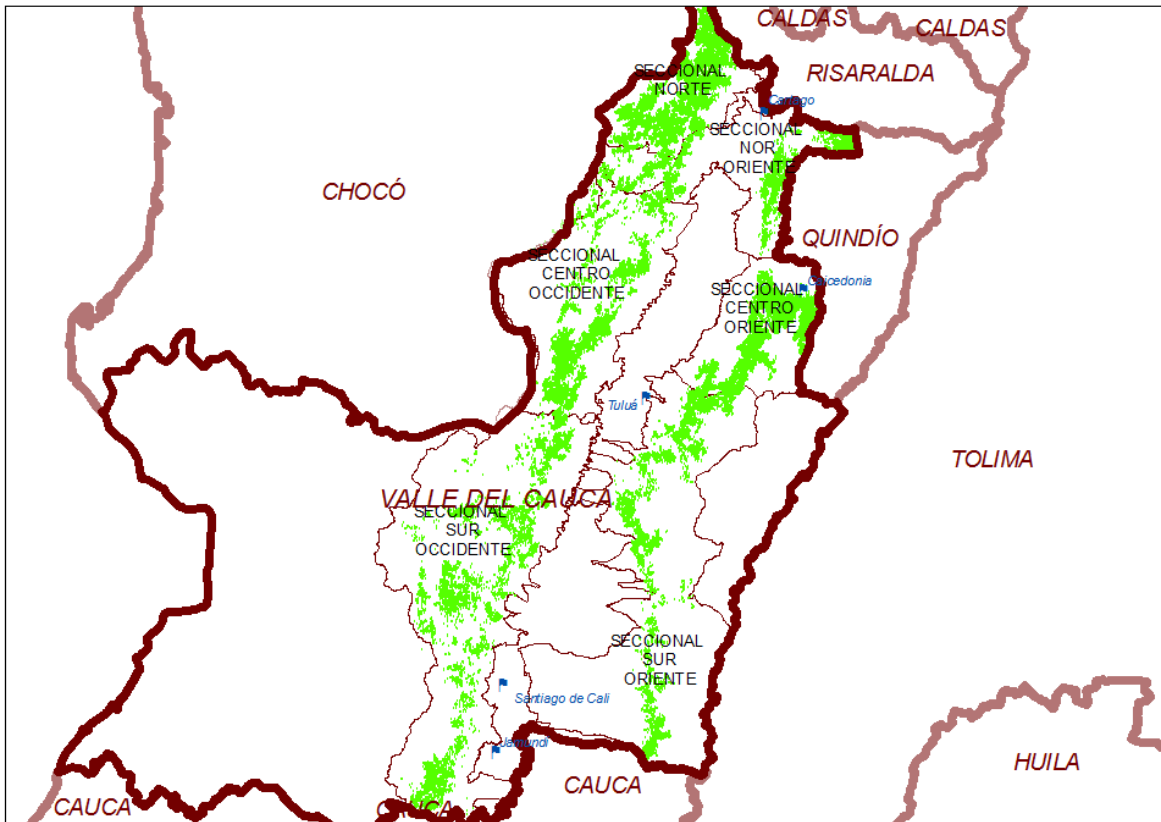 CALDAS
CALDAS
RISARALDA
SECCIONAL
NORTE
Cartago
SECCIONAL
NOR
ORIENTE
CHOCÓ
QUINDÍO
SECCIONAL
CENTRO
OCCIDENTE
SECCIONAL
CENTRO
ORIENTE
Caicedonia
Tuluá
TOLIMA
VALLE DEL CAUCA
SECCIONAL
SUR
OCCIDENTE
SECCIONAL
SUR
ORIENTE
Santiago de Cali
Jamundí
HUILA
CAUCA
CAUCA
CAUCA